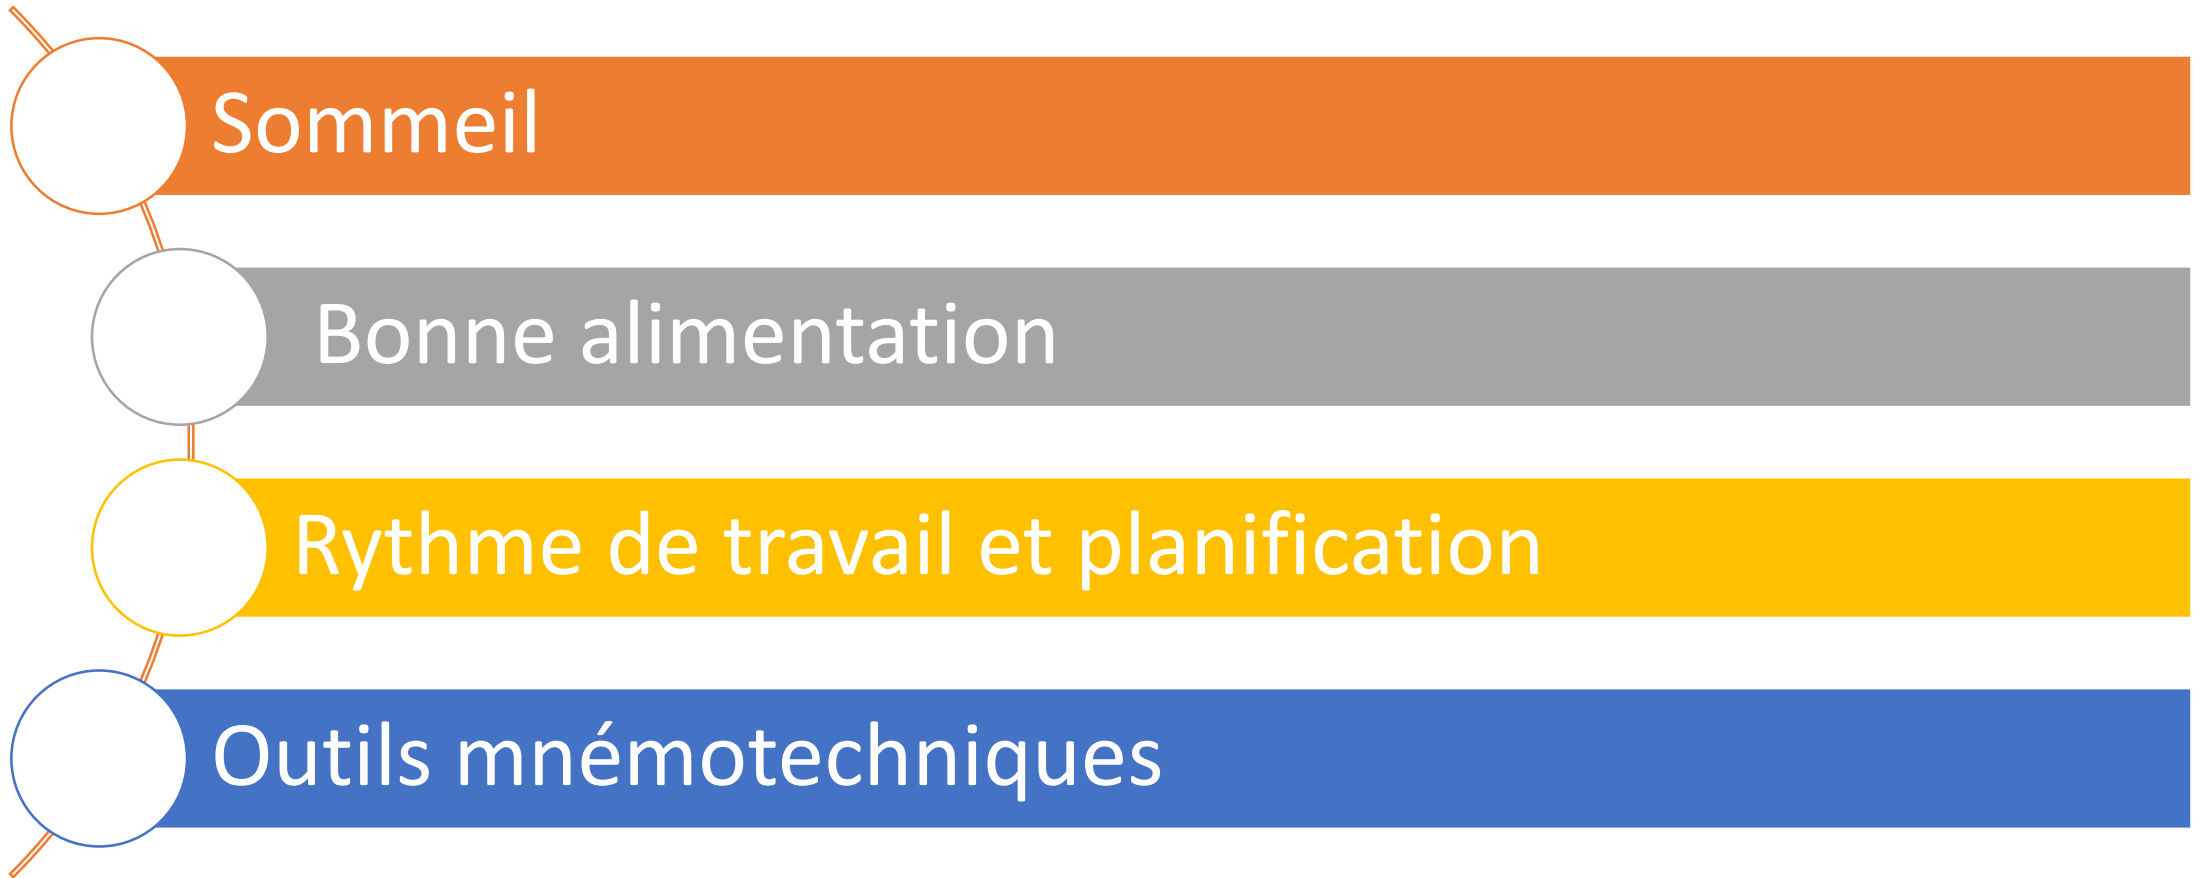 Sommeil
Bonne alimentation
Rythme de travail et planification
Outils mnémotechniques